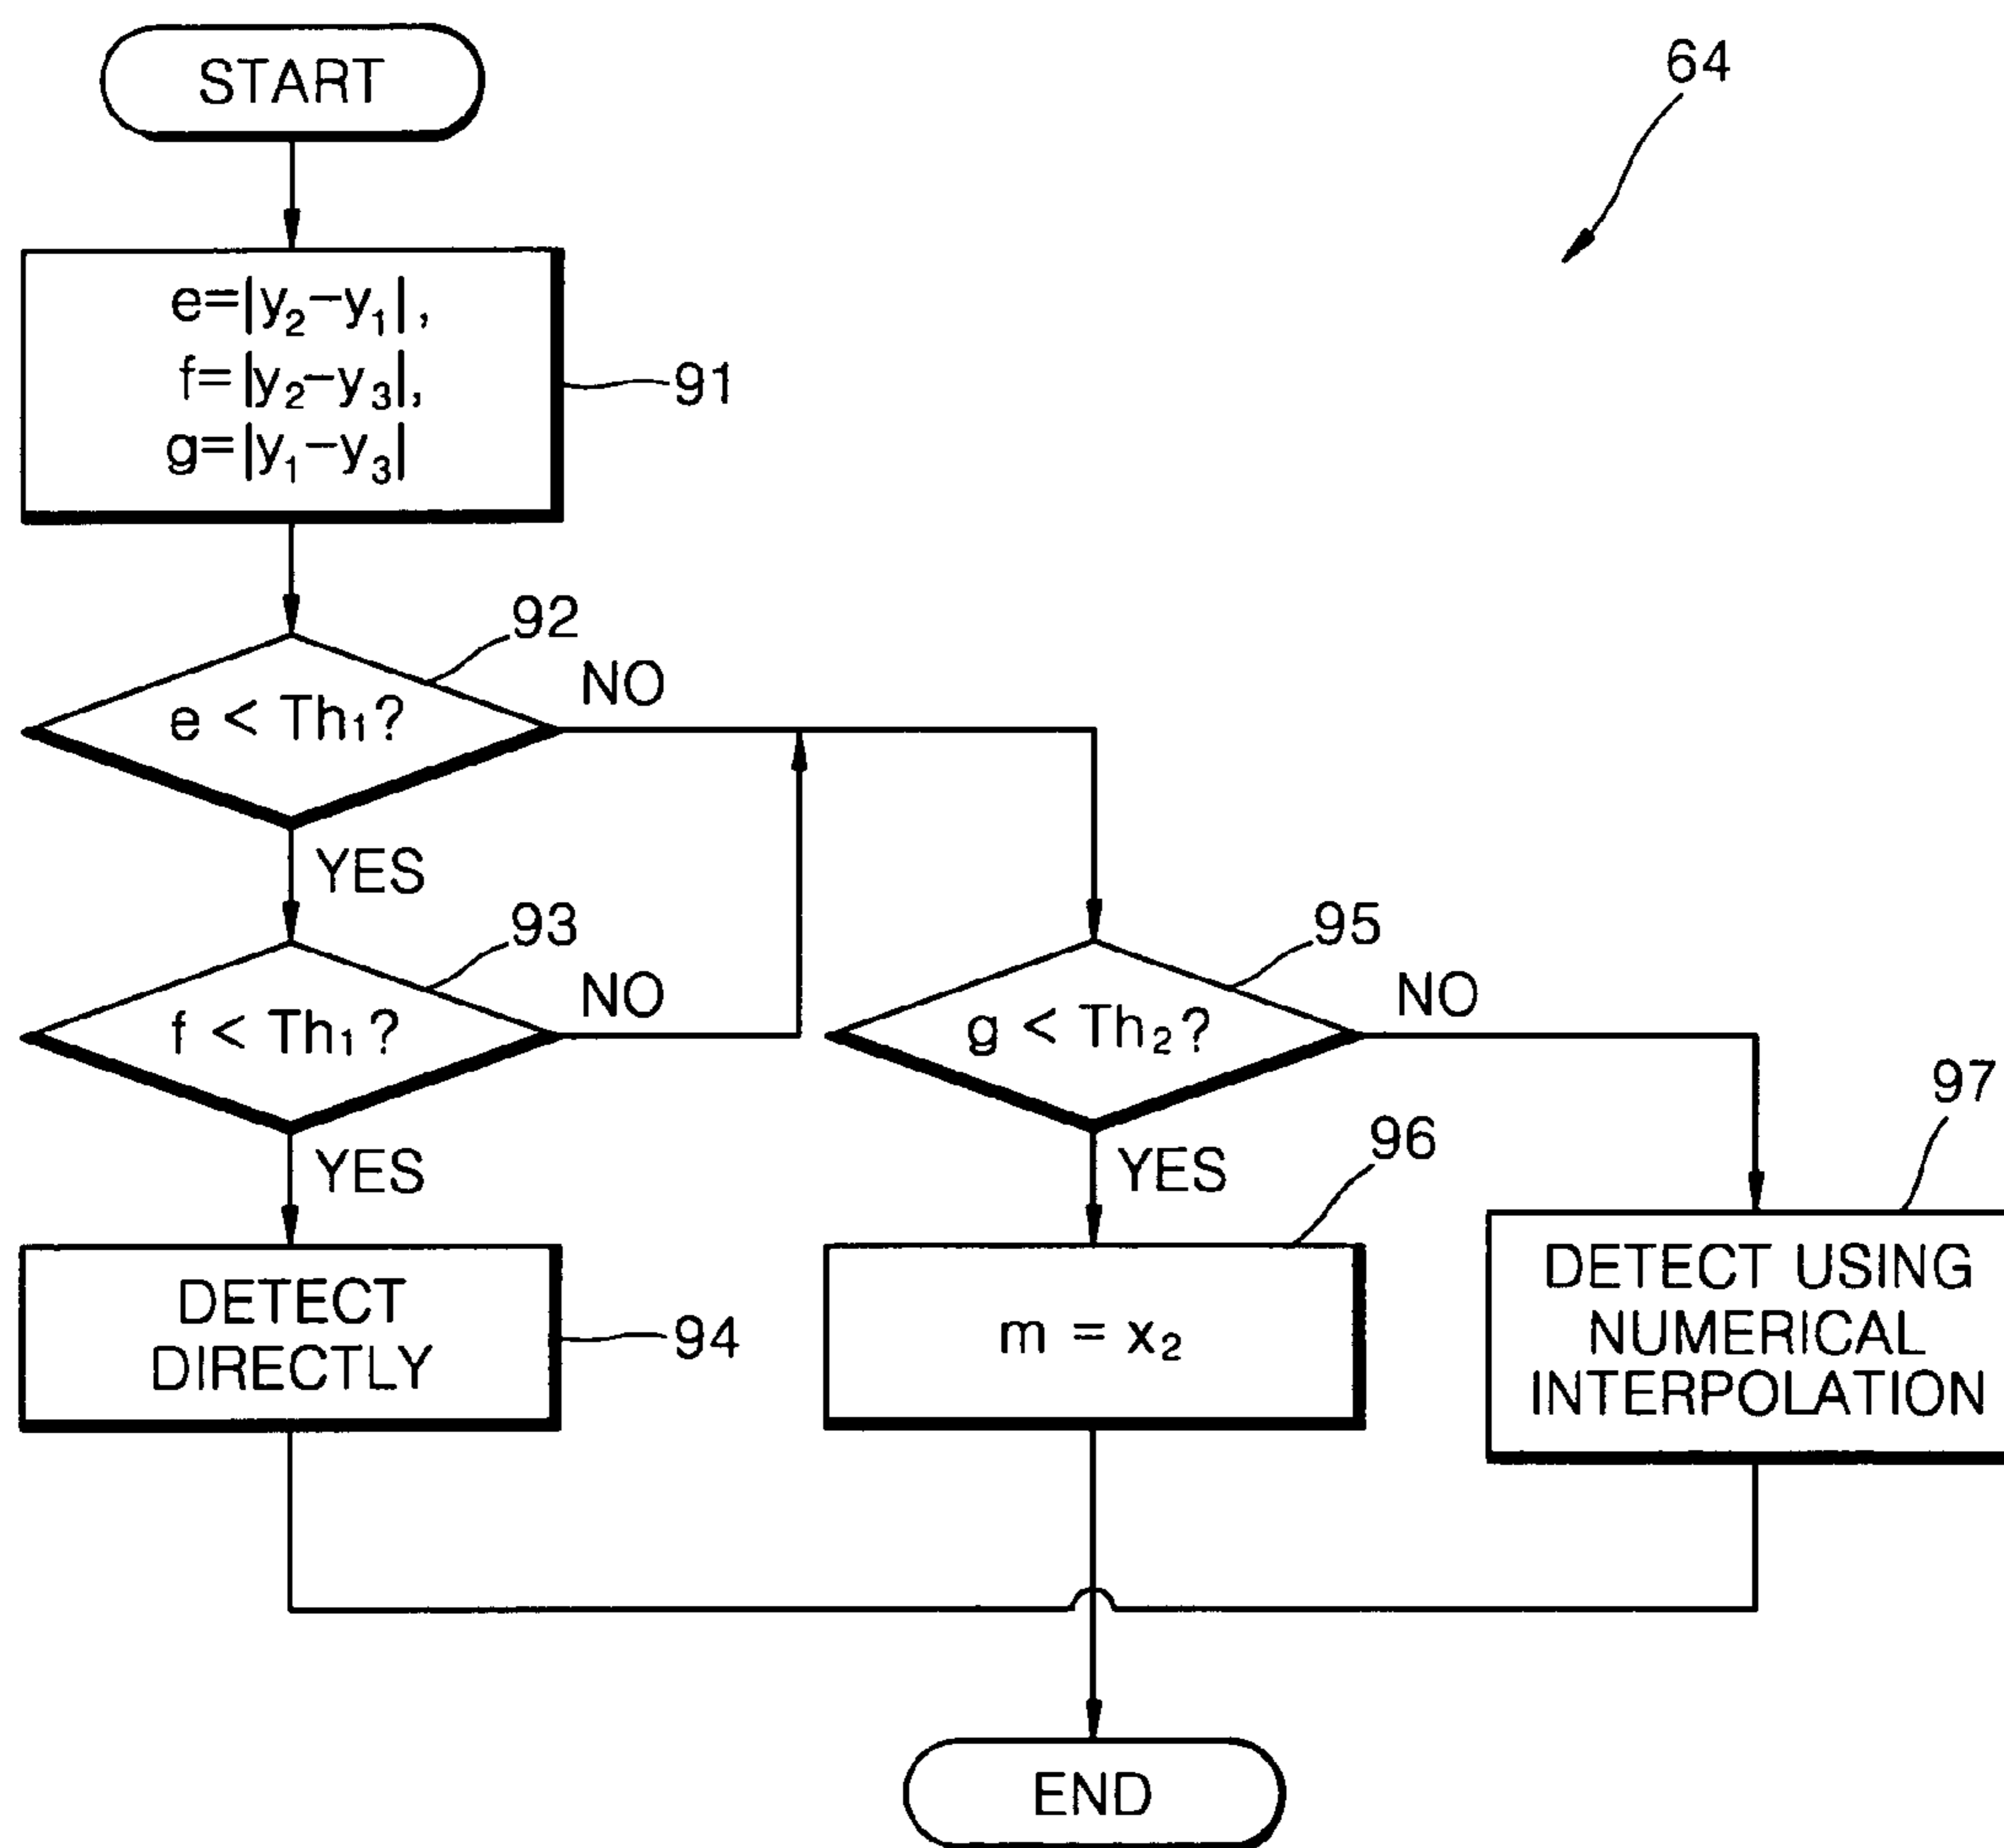 START
64
e=|y₂−y₁|,
f=|y₂−y₃|,
g=|y₁−y₃|
91
92
e < Th₁?
NO
YES
93
f < Th₁?
NO
95
g < Th₂?
NO
YES
YES
96
97
DETECT
DIRECTLY
94
m = x₂
DETECT USING
NUMERICAL
INTERPOLATION
END